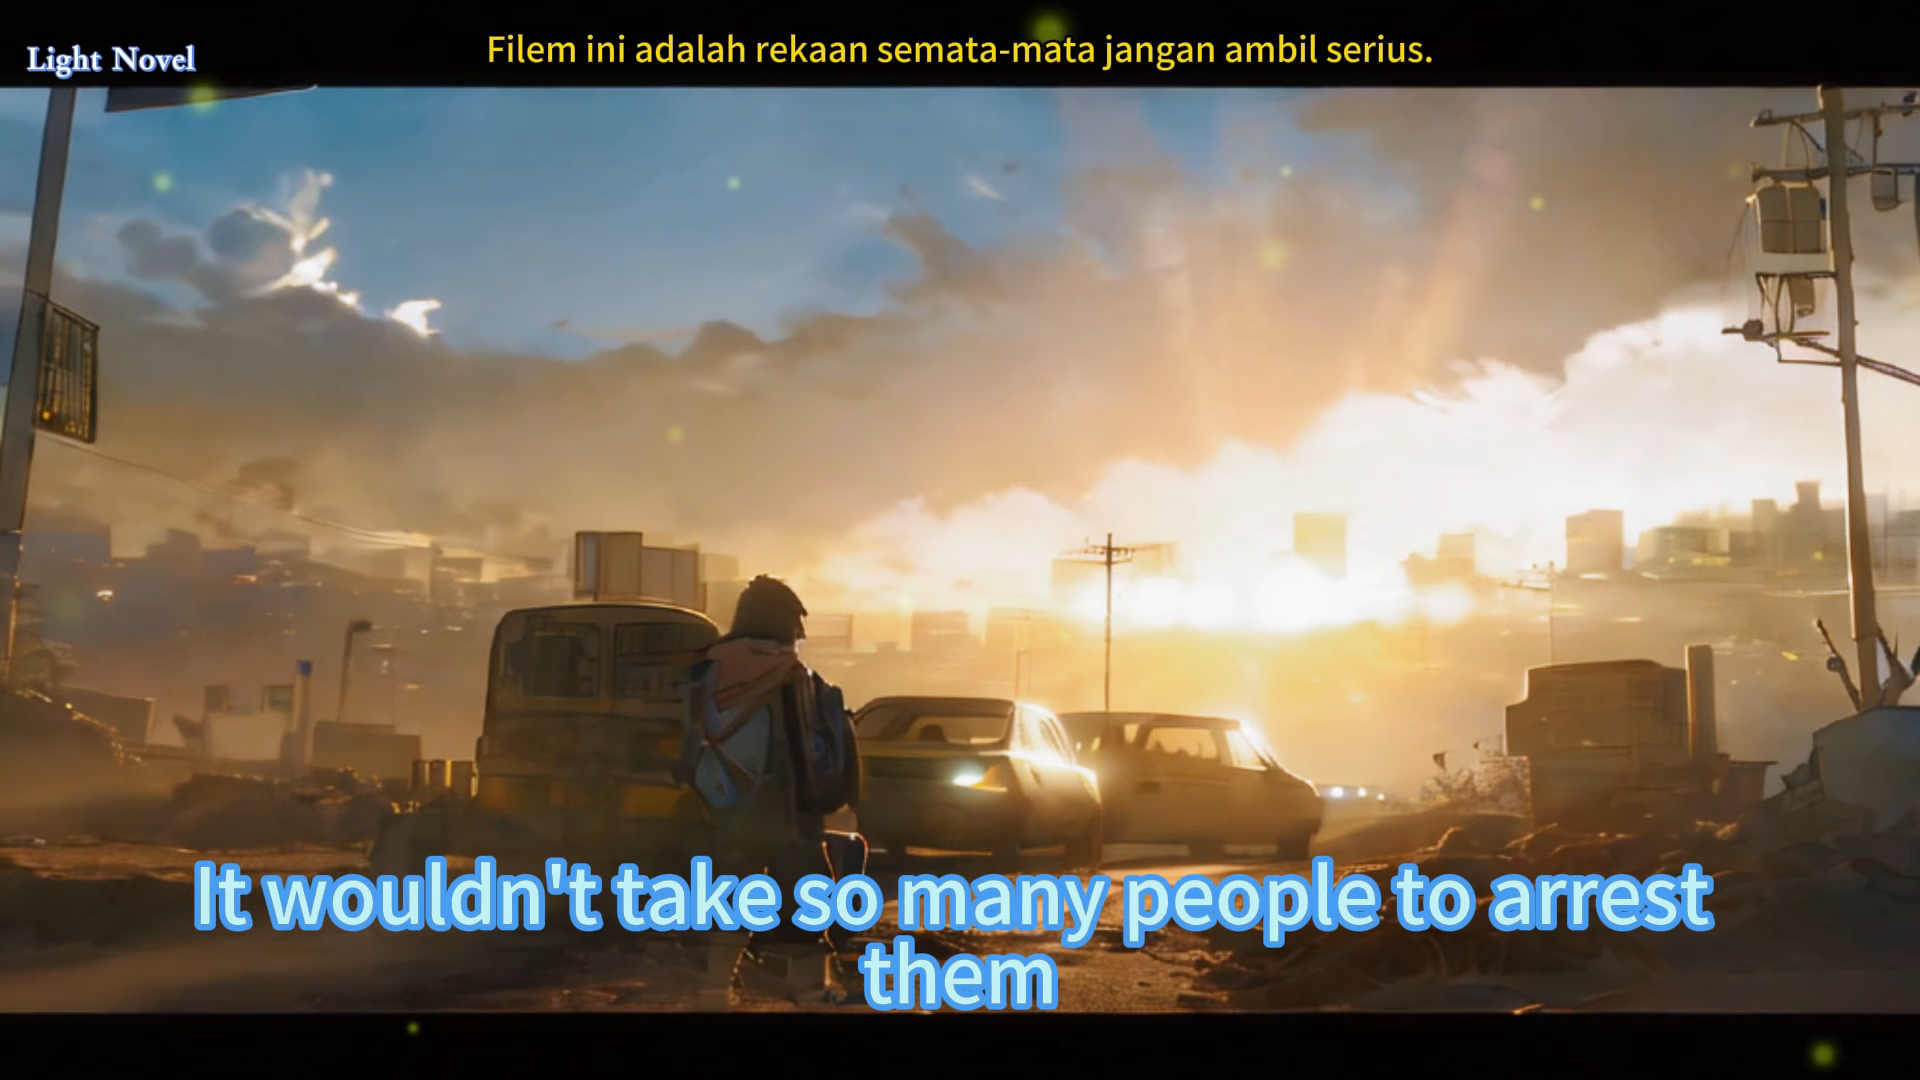 Light Novel
Filem ini adalah rekaan semata-mata jangan ambil serius.
It wouldn't take so many people to arrest
them